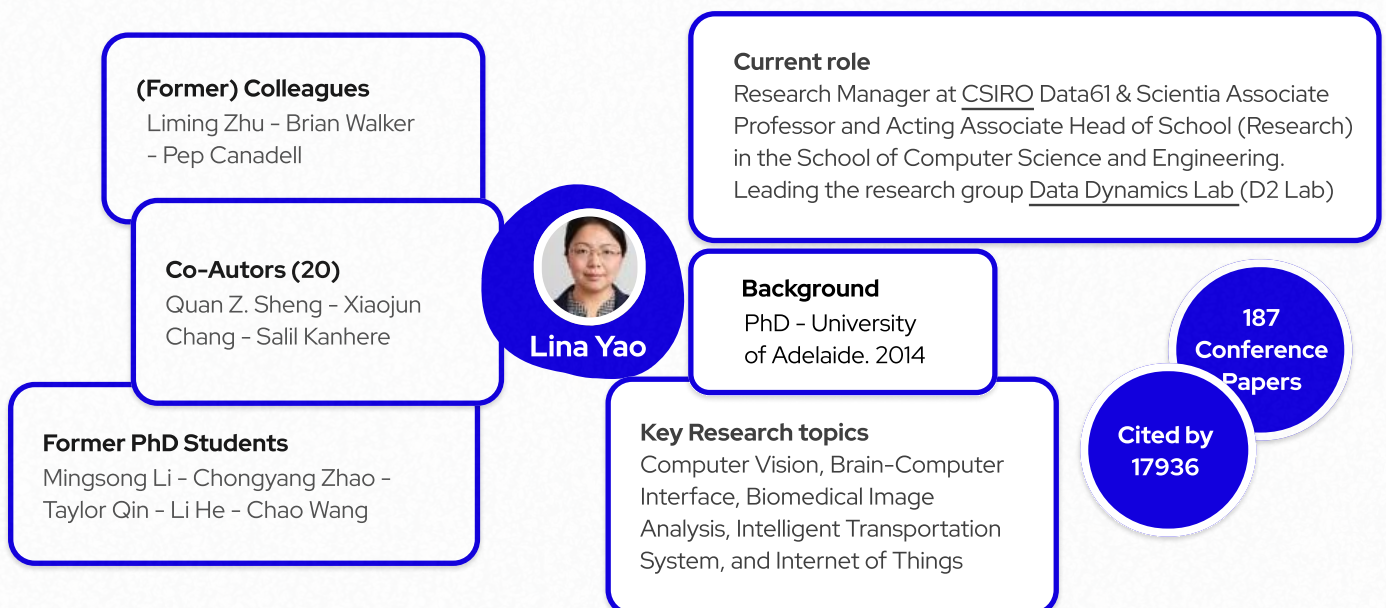 (Former) Colleagues
Liming Zhu - Brian Walker
- Pep Canadell
Co-Autors (20)
Quan Z. Sheng - Xiaojun
Chang - Salil Kanhere
Former PhD Students
Mingsong Li - Chongyang Zhao -
Taylor Qin - Li He - Chao Wang
Lina Yao
Current role
Research Manager at CSIRO Data61 & Scientia Associate
Professor and Acting Associate Head of School (Research)
in the School of Computer Science and Engineering.
Leading the research group Data Dynamics Lab (D2 Lab)
Background
PhD - University
of Adelaide. 2014
Key Research topics
Computer Vision, Brain-Computer
Interface, Biomedical Image
Analysis, Intelligent Transportation
System, and Internet of Things
187
Conference
Papers
Cited by
17936